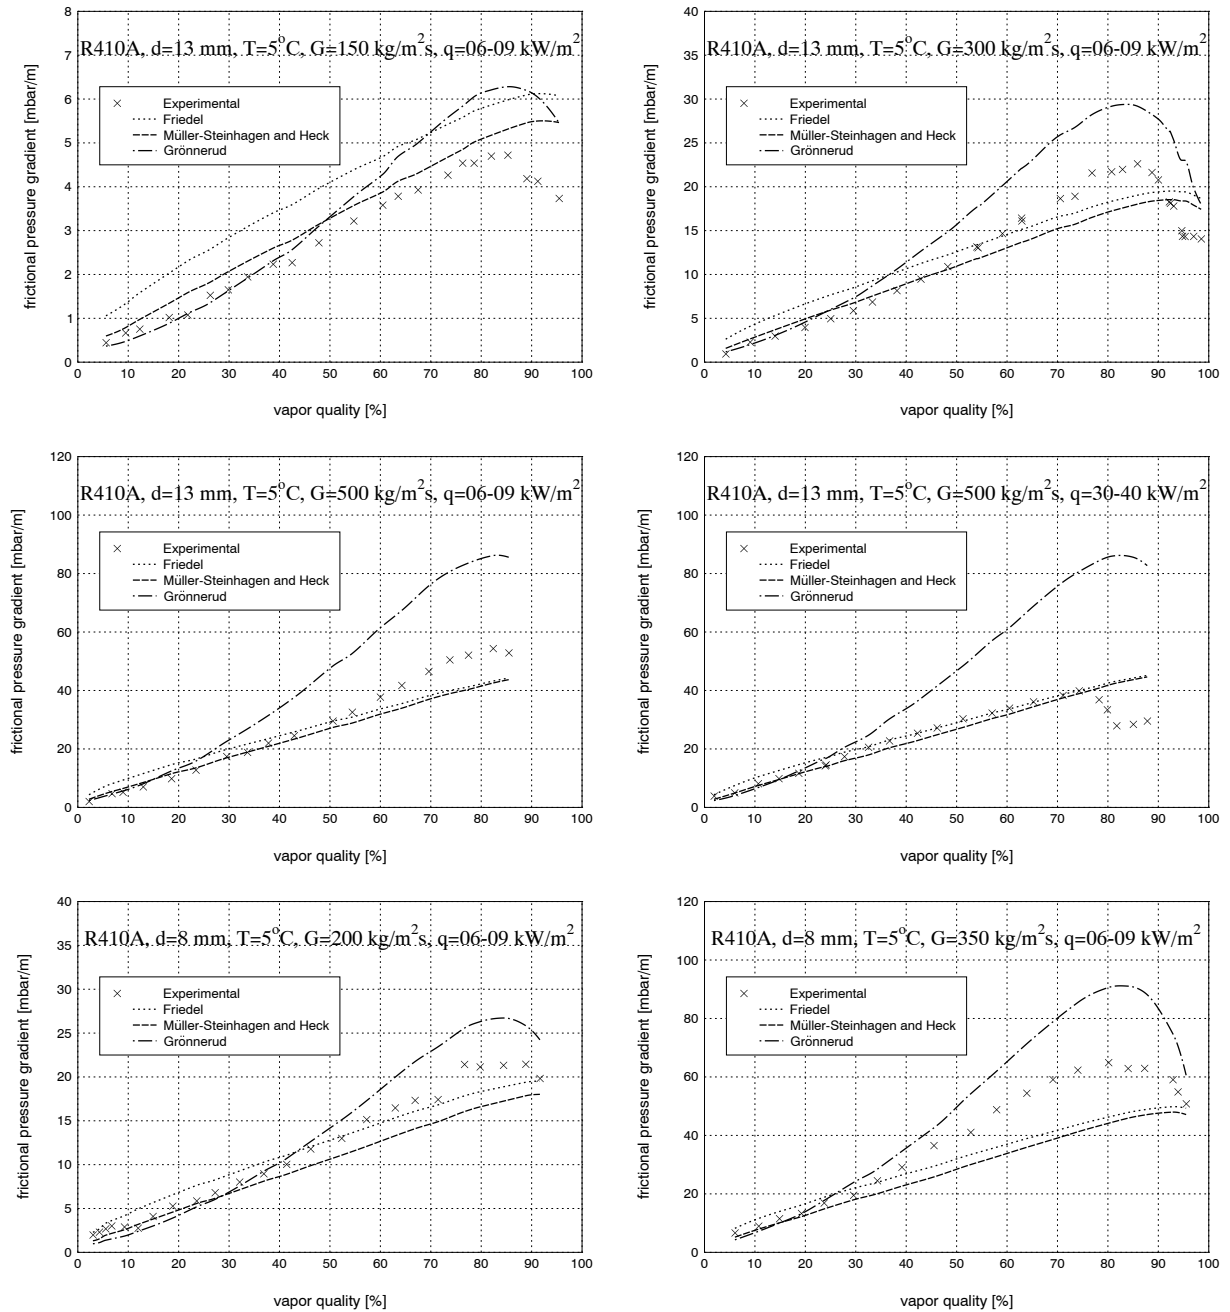 R410A, d=13 mm, T=5°C, G=150 kg/m²s, q=06-09 kW/m²
frictional pressure gradient [mbar/m]
8
7
6
5
4
3
2
1
0
Experimental
Friedel
Müller-Steinhagen and Heck
Grönnerud
0 10 20 30 40 50 60 70 80 90 100
vapor quality [%]
R410A, d=13 mm, T=5°C, G=300 kg/m²s, q=06-09 kW/m²
frictional pressure gradient [mbar/m]
40
35
30
25
20
15
10
5
0
Experimental
Friedel
Müller-Steinhagen and Heck
Grönnerud
0 10 20 30 40 50 60 70 80 90 100
vapor quality [%]
R410A, d=13 mm, T=5°C, G=500 kg/m²s, q=06-09 kW/m²
frictional pressure gradient [mbar/m]
120
100
80
60
40
20
0
Experimental
Friedel
Müller-Steinhagen and Heck
Grönnerud
0 10 20 30 40 50 60 70 80 90 100
vapor quality [%]
R410A, d=13 mm, T=5°C, G=500 kg/m²s, q=30-40 kW/m²
frictional pressure gradient [mbar/m]
120
100
80
60
40
20
0
Experimental
Friedel
Müller-Steinhagen and Heck
Grönnerud
0 10 20 30 40 50 60 70 80 90 100
vapor quality [%]
R410A, d=8 mm, T=5°C, G=200 kg/m²s, q=06-09 kW/m²
frictional pressure gradient [mbar/m]
40
35
30
25
20
15
10
5
0
Experimental
Friedel
Müller-Steinhagen and Heck
Grönnerud
0 10 20 30 40 50 60 70 80 90 100
vapor quality [%]
R410A, d=8 mm, T=5°C, G=350 kg/m²s, q=06-09 kW/m²
frictional pressure gradient [mbar/m]
120
100
80
60
40
20
0
Experimental
Friedel
Müller-Steinhagen and Heck
Grönnerud
0 10 20 30 40 50 60 70 80 90 100
vapor quality [%]